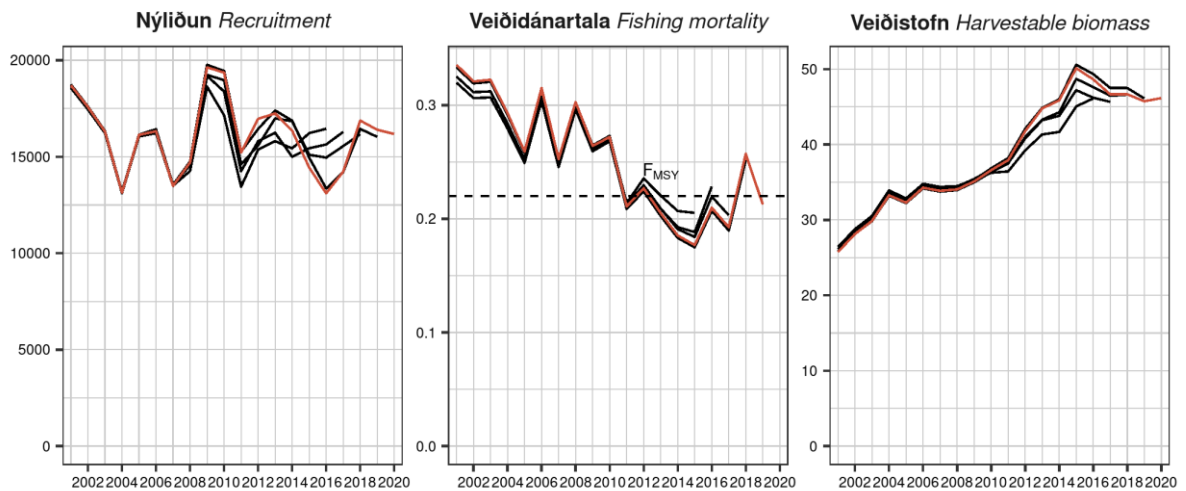 Nýliðun Recruitment
20000
15000
10000
5000
0
2002 2004 2006 2008 2010 2012 2014 2016 2018 2020
Veiðidánartala Fishing mortality
0.3
0.2
0.1
0.0
FMSY
2002 2004 2006 2008 2010 2012 2014 2016 2018 2020
Veiðistofn Harvestable biomass
50
40
30
20
10
0
2002 2004 2006 2008 2010 2012 2014 2016 2018 2020